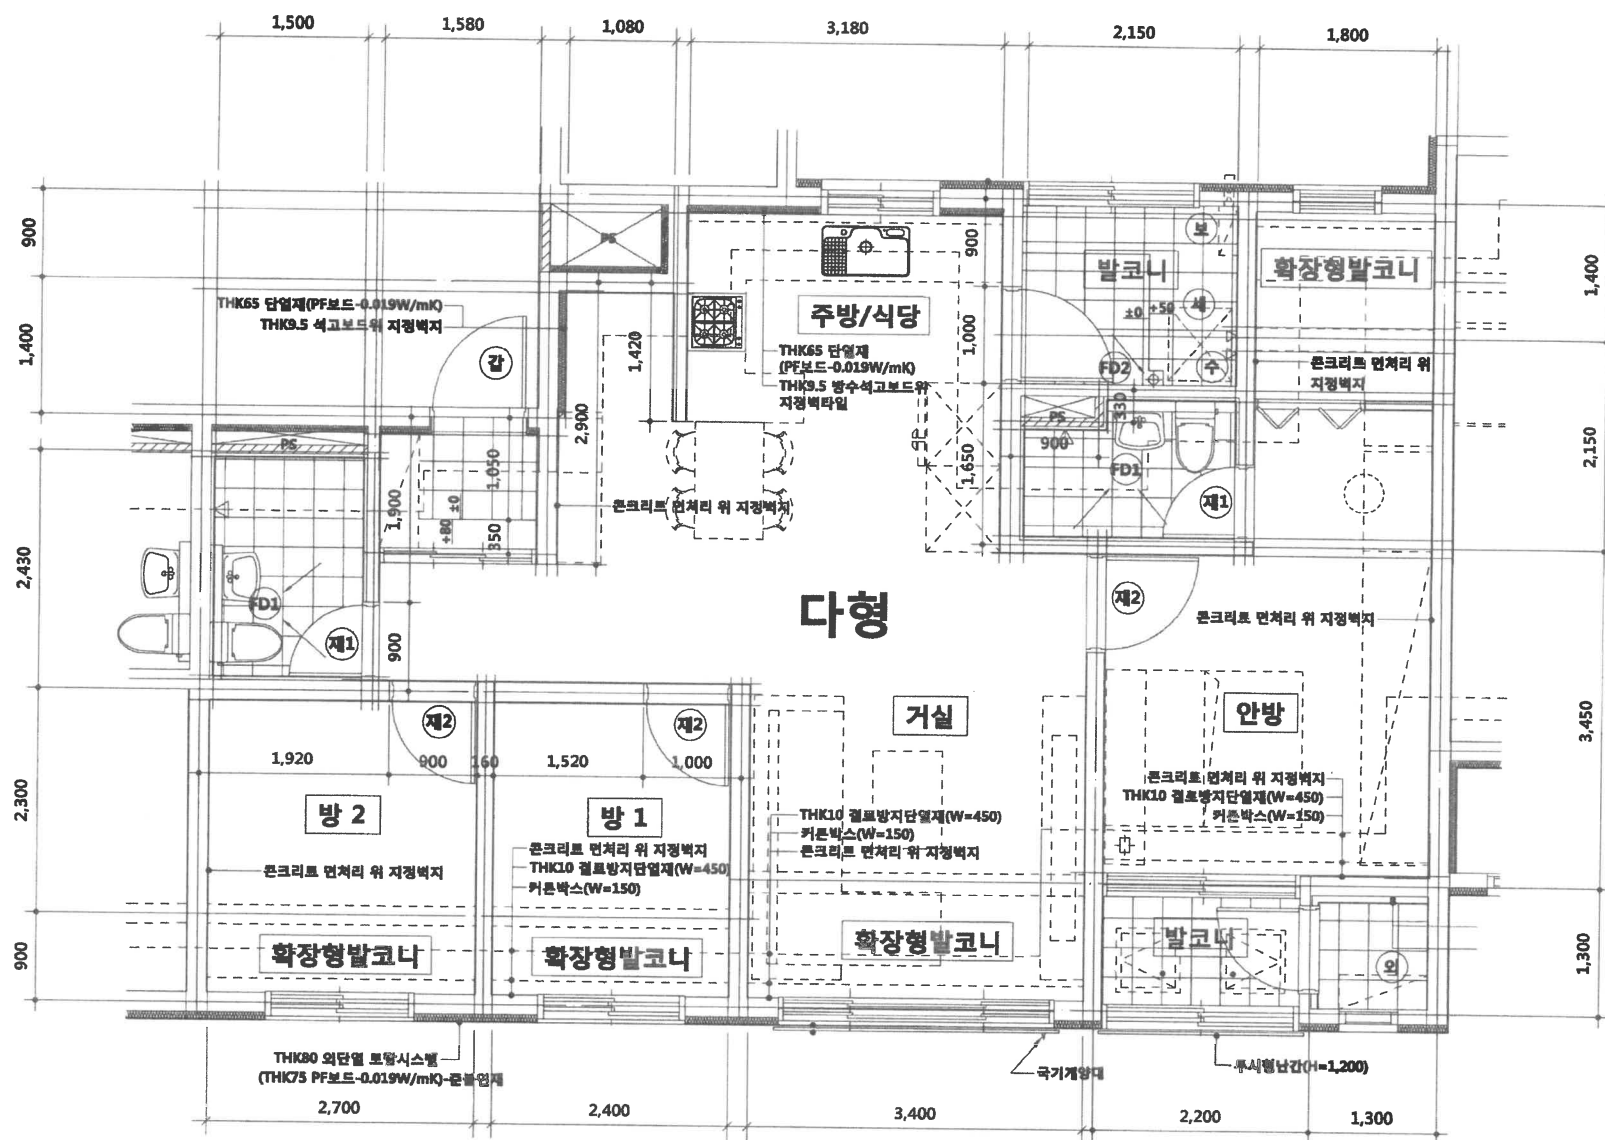 1,500
1,580
1,080
3,180
2,150
1,800
900
1,400
2,430
2,300
900
1,400
2,150
3,450
1,300
PS
THK65 단열재(PF보드-0.019W/mK)
THK9.5 석고보드위 지정벽지
갑
1,420
2,900
주방/식당
THK65 단열재
(PF보드-0.019W/mK)
THK9.5 방수석고보드위
지정벽타일
900
1,000
1,650
발코니
보
±0
+50
세
수
FD2
확장형발코니
콘크리트 면처리 위
지정벽지
PS
330
900
FD1
재1
PS
1,900
1,050
±0
+80
350
콘크리트 면처리 위 지정벽지
FD1
재1
900
다형
재2
콘크리트 면처리 위 지정벽지
거실
안방
재2
재2
1,920
900
160
1,520
1,000
방 2
방 1
콘크리트 면처리 위 지정벽지
THK10 결로방지단열재(W=450)
커튼박스(W=150)
THK10 결로방지단열재(W=450)
커튼박스(W=150)
콘크리트 면처리 위 지정벽지
콘크리트 면처리 위 지정벽지
THK10 결로방지단열재(W=450)
커튼박스(W=150)
콘크리트 면처리 위 지정벽지
확장형발코니
확장형발코니
확장형발코니
발코니
외
THK80 외단열 토탈시스템
(THK75 PF보드-0.019W/mK)-준불연재
국기게양대
투시형난간(H=1,200)
2,700
2,400
3,400
2,200
1,300